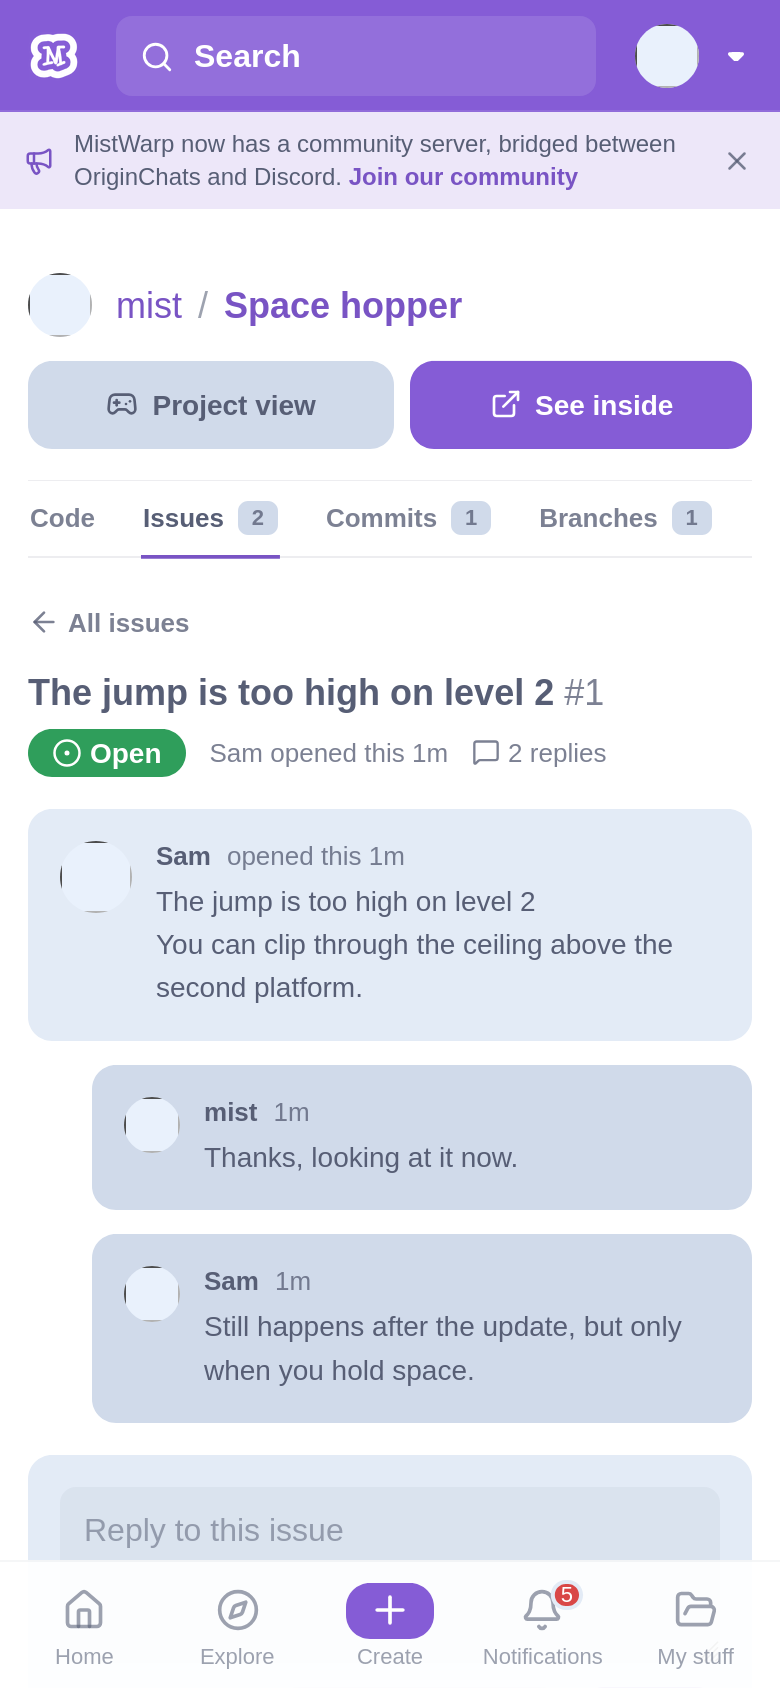 M
Search
MistWarp now has a community server, bridged between
OriginChats and Discord. Join our community
mist / Space hopper
Project view
See inside
Code Issues 2 Commits 1 Branches 1
All issues
The jump is too high on level 2 #1
Open Sam opened this 1m 2 replies
Sam opened this 1m
The jump is too high on level 2
You can clip through the ceiling above the
second platform.
mist 1m
Thanks, looking at it now.
Sam 1m
Still happens after the update, but only
when you hold space.
Reply to this issue
5
Home Explore Create Notifications My stuff